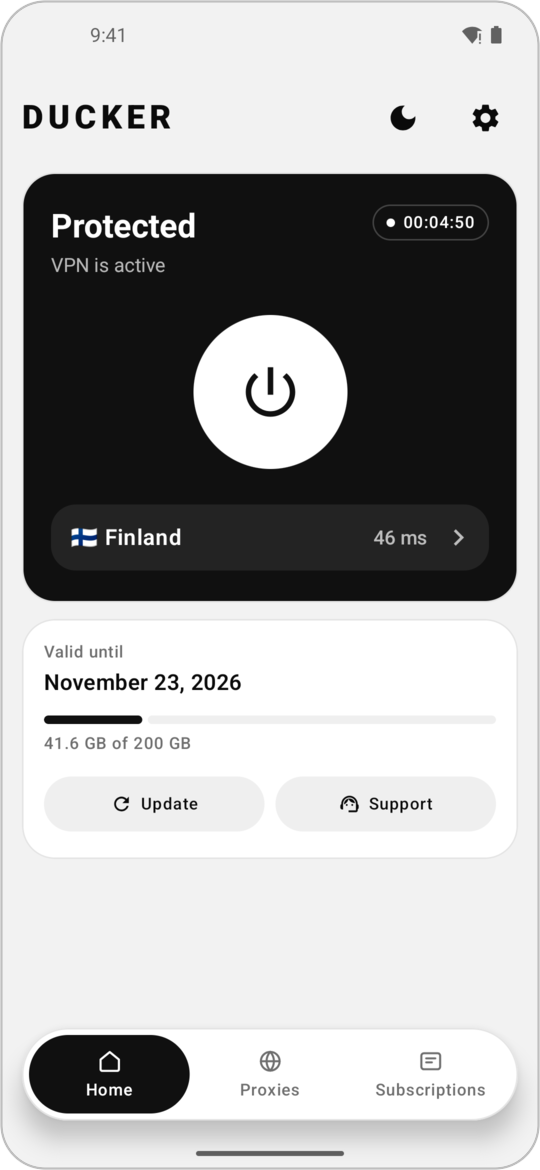 9:41
DUCKER
Protected
00:04:50
VPN is active
Finland
46 ms
Valid until
November 23, 2026
41.6 GB of 200 GB
Update
Support
Home
Proxies
Subscriptions